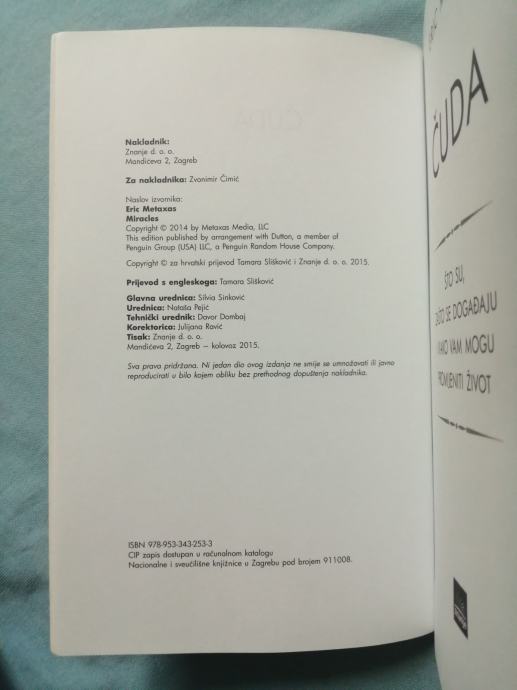 Nakladnik:
Znanje d. o. o.
Mandićeva 2, Zagreb
Za nakladnika: Zvonimir Čimić
Naslov izvornika:
Eric Metaxas
Miracles
Copyright © 2014 by Metaxas Media, LLC
This edition published by arrangement with Dutton, a member of
Penguin Group (USA) LLC, a Penguin Random House Company.
Copyright © za hrvatski prijevod Tamara Slišković i Znanje d. o. o. 2015.
Prijevod s engleskoga: Tamara Slišković
Glavna urednica: Silvia Sinković
Urednica: Nataša Pejić
Tehnički urednik: Davor Dombaj
Korektorica: Julijana Ravić
Tisak: Znanje d. o. o.
Mandićeva 2, Zagreb – kolovoz 2015.
Sva prava pridržana. Ni jedan dio ovog izdanja ne smije se umnožavati ili javno
reproducirati u bilo kojem obliku bez prethodnog dopuštenja nakladnika.
ISBN 978-953-343-253-3
CIP zapis dostupan u računalnom katalogu
Nacionalne i sveučilišne knjižnice u Zagrebu pod brojem 911008.
ČUDA
ŠTO SU,
SE DOGAĐAJU
VAM MOGU
ŽIVOT